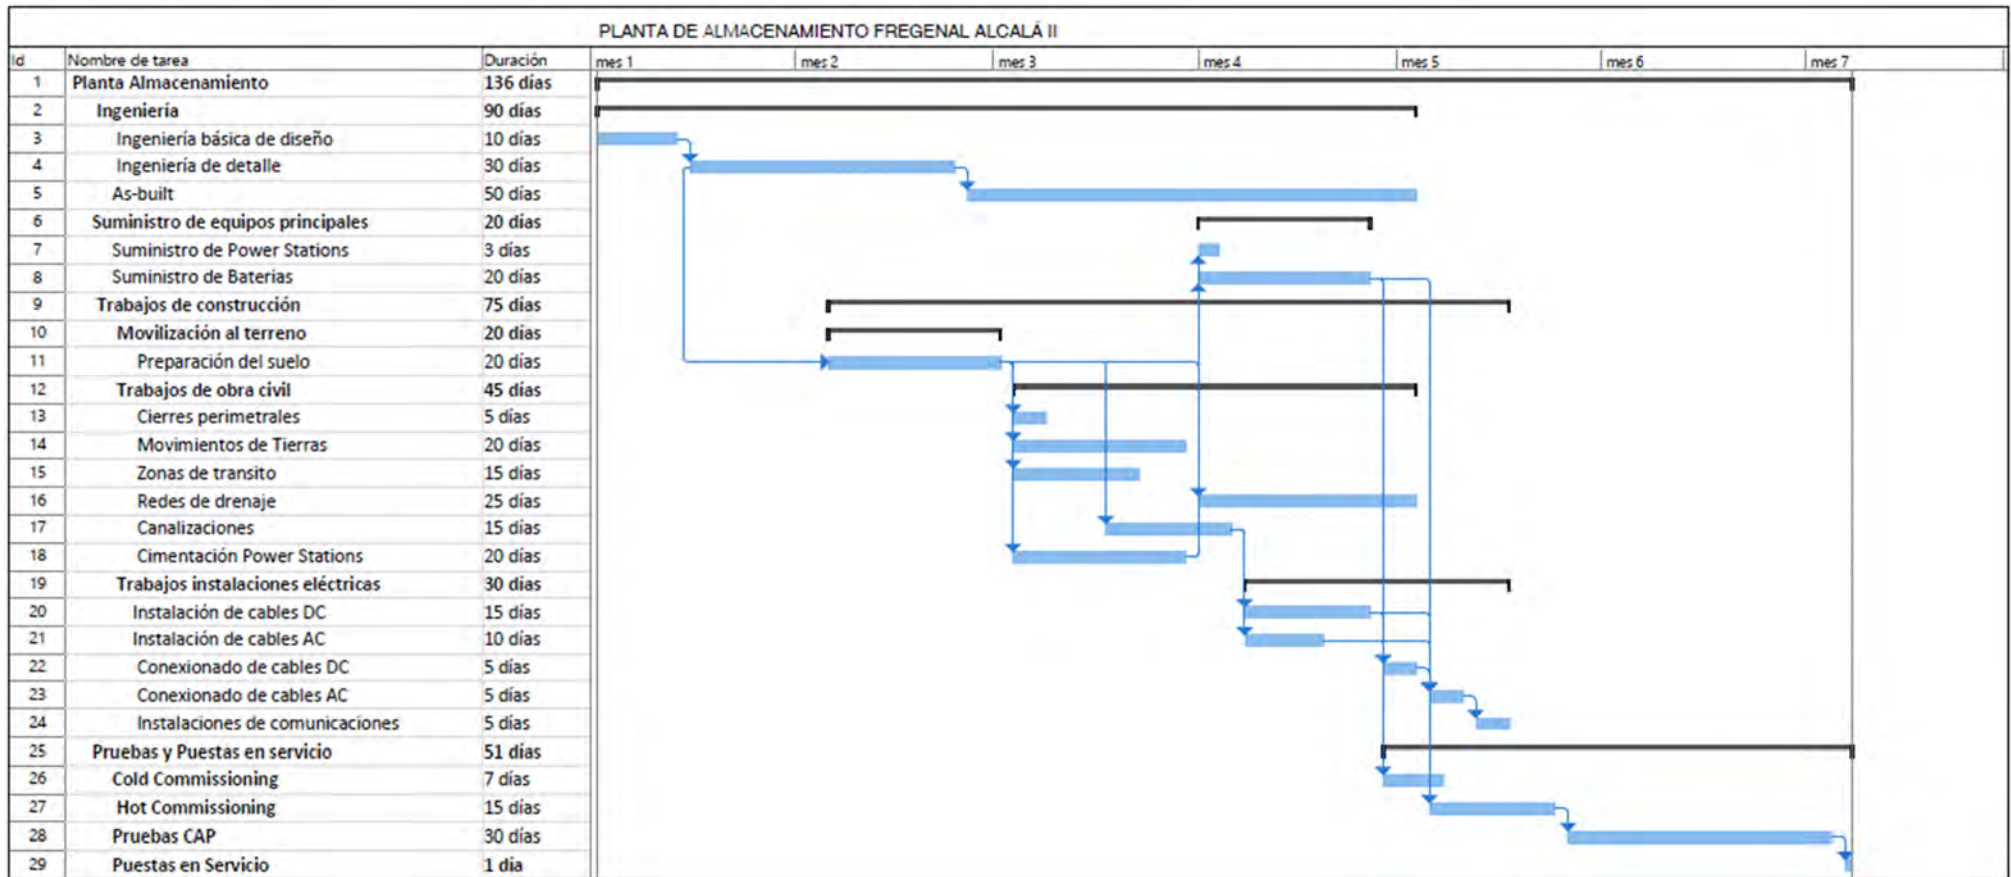 PLANTA DE ALMACENAMIENTO FREGENAL ALCALÁ II
Id Nombre de tarea Duración mes 1 mes 2 mes 3 mes 4 mes 5 mes 6 mes 7
1 Planta Almacenamiento 136 días
2 Ingeniería 90 días
3 Ingeniería básica de diseño 10 días
4 Ingeniería de detalle 30 días
5 As-built 50 días
6 Suministro de equipos principales 20 días
7 Suministro de Power Stations 3 días
8 Suministro de Baterias 20 días
9 Trabajos de construcción 75 días
10 Movilización al terreno 20 días
11 Preparación del suelo 20 días
12 Trabajos de obra civil 45 días
13 Cierres perimetrales 5 días
14 Movimientos de Tierras 20 días
15 Zonas de transito 15 días
16 Redes de drenaje 25 días
17 Canalizaciones 15 días
18 Cimentación Power Stations 20 días
19 Trabajos instalaciones eléctricas 30 días
20 Instalación de cables DC 15 días
21 Instalación de cables AC 10 días
22 Conexionado de cables DC 5 días
23 Conexionado de cables AC 5 días
24 Instalaciones de comunicaciones 5 días
25 Pruebas y Puestas en servicio 51 días
26 Cold Commissioning 7 días
27 Hot Commissioning 15 días
28 Pruebas CAP 30 días
29 Puestas en Servicio 1 día